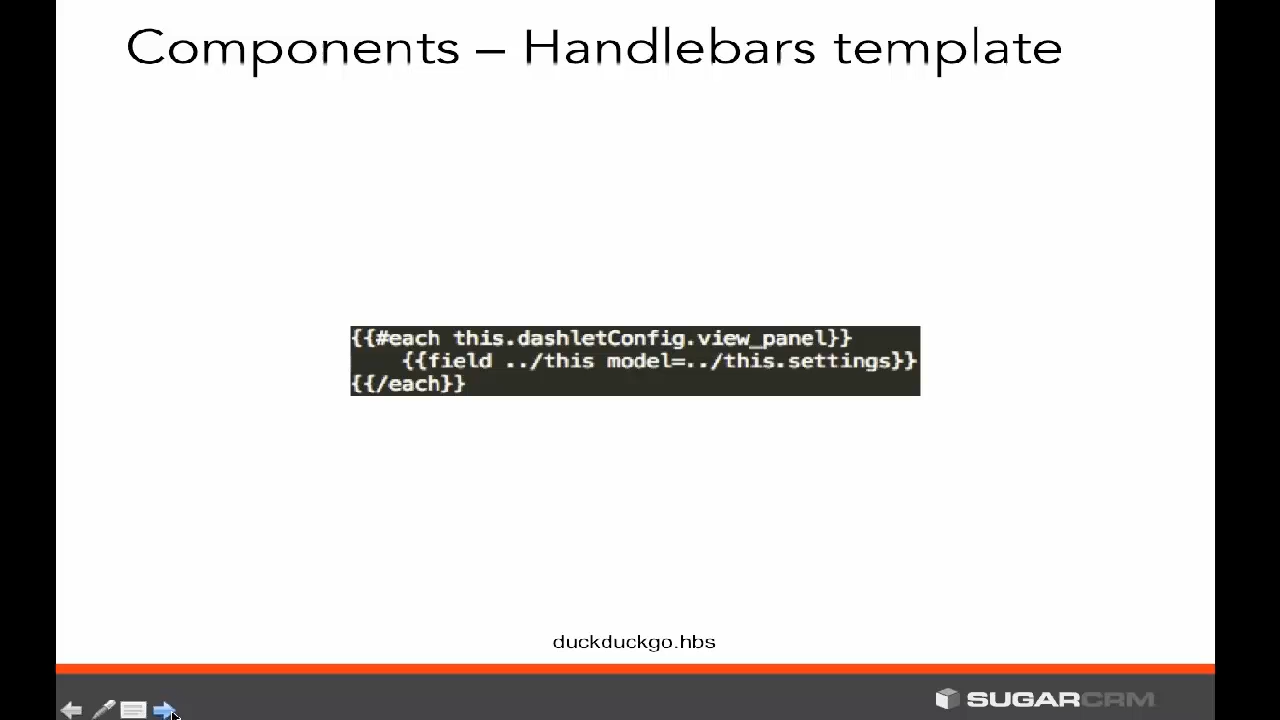 Components – Handlebars template
{{#each this.dashletConfig.view_panel}}
    {{field ../this model=../this.settings}}
{{/each}}
duckduckgo.hbs
SUGARCRM